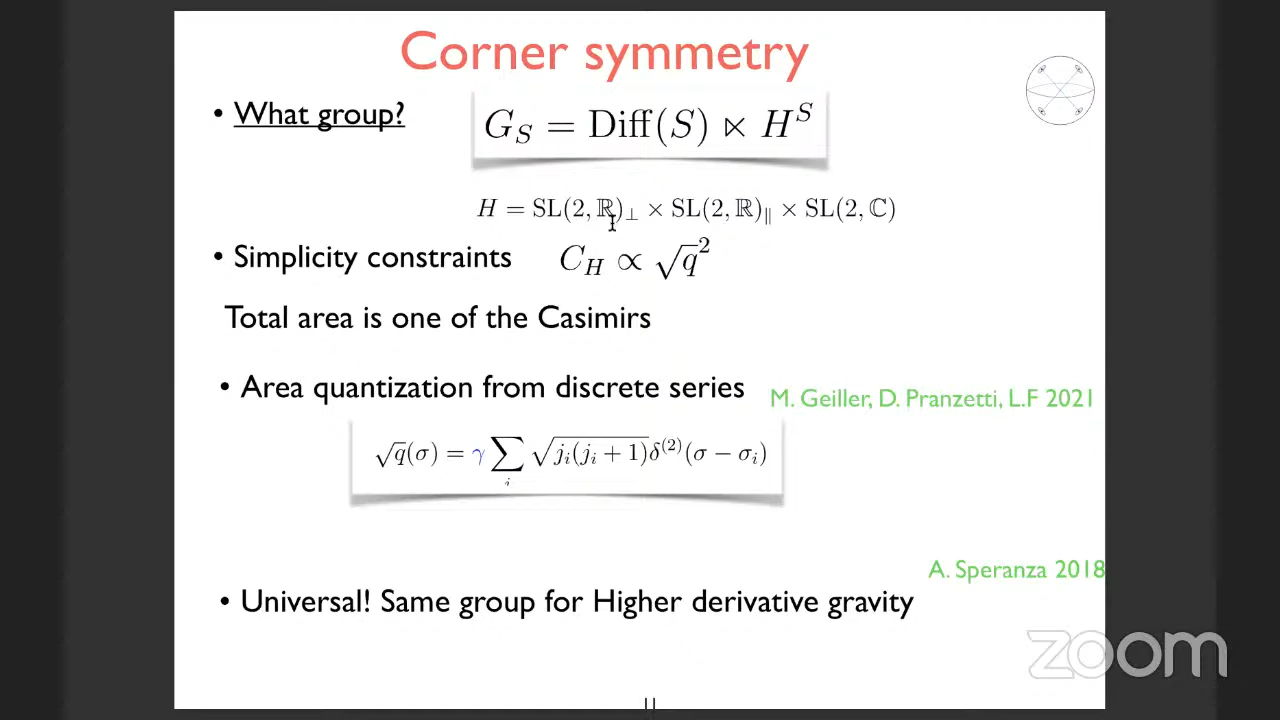 Corner symmetry
• What group?
G_S = Diff(S) ⋉ H^S
H = SL(2, ℝ)_⊥ × SL(2, ℝ)_∥ × SL(2, ℂ)
• Simplicity constraints C_H ∝ √q²
Total area is one of the Casimirs
• Area quantization from discrete series
M. Geiller, D. Pranzetti, L.F 2021
√q(σ) = γ ∑_i √(j_i(j_i + 1)) δ^(2)(σ − σ_i)
A. Speranza 2018
• Universal! Same group for Higher derivative gravity
zoom
11